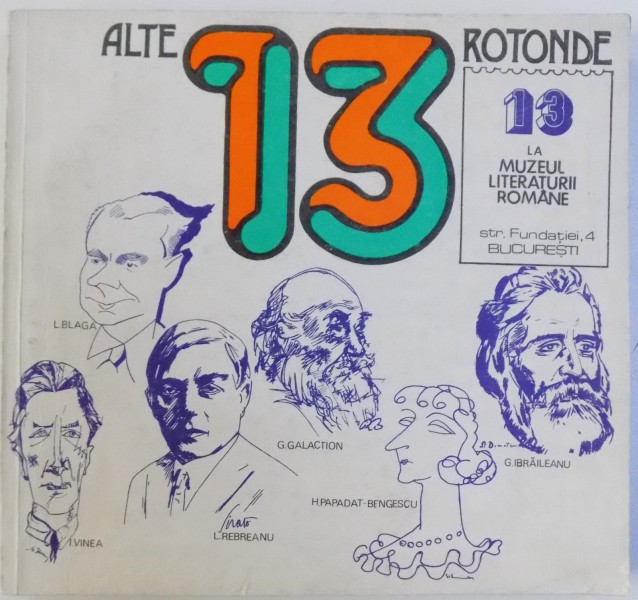 ALTE 13 ROTONDE
13
LA
MUZEUL
LITERATURII
ROMÂNE
str. Fundației, 4
BUCUREȘTI
L.BLAGA
G.GALACTION
G.IBRĂILEANU
H.PAPADAT-BENGESCU
L.REBREANU
I.VINEA